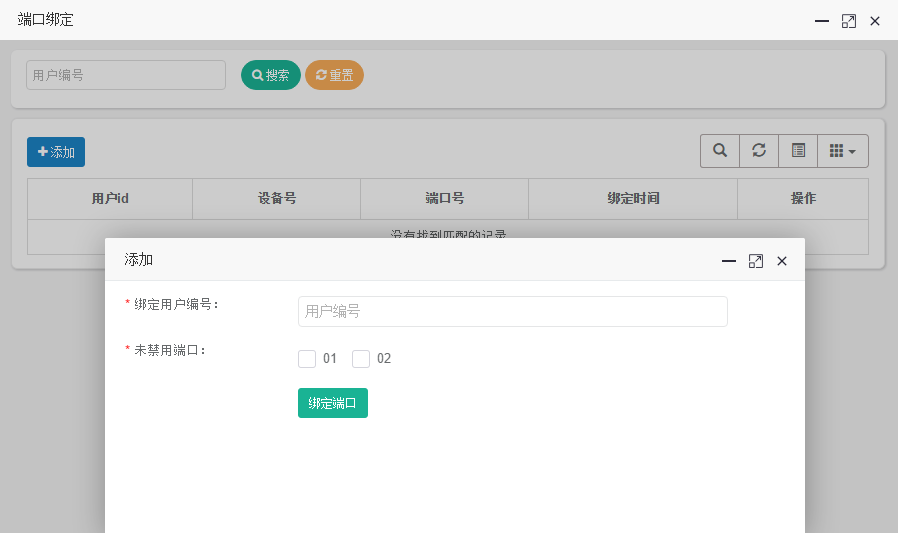 端口绑定
用户编号
搜索 重置
添加
用户id 设备号 端口号 绑定时间 操作
没有找到匹配的记录
添加
* 绑定用户编号：
用户编号
* 未禁用端口：
01 02
绑定端口